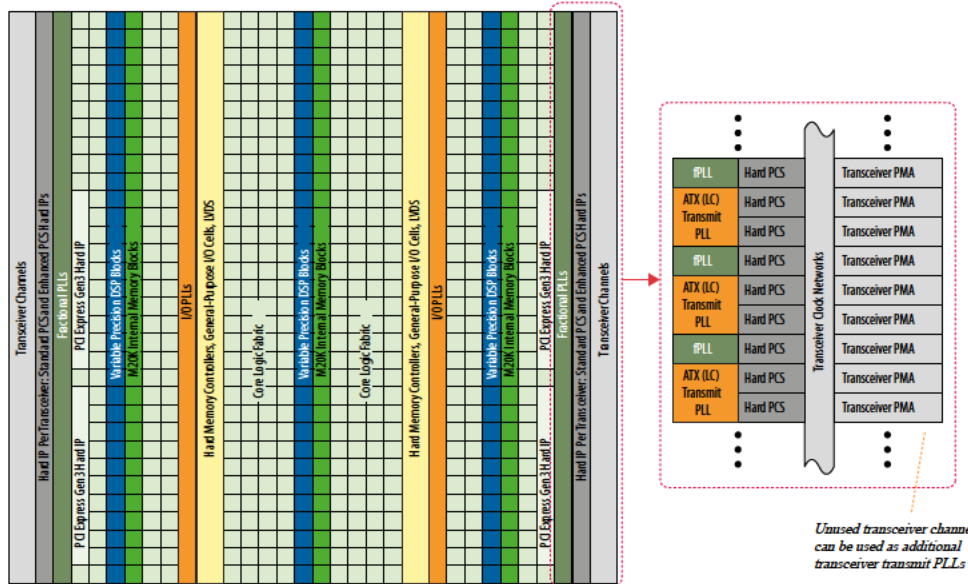 Transceiver Channels
Hard IP Per Transceiver: Standard PCS and Enhanced PCS Hard IPs
Fractional PLLs
PCI Express Gen3 Hard IP
PCI Express Gen3 Hard IP
Variable Precision DSP Blocks
M20K Internal Memory Blocks
I/O PLLs
Hard Memory Controllers, General-Purpose I/O Cells, LVDS
Core Logic Fabric
Variable Precision DSP Blocks
M20K Internal Memory Blocks
Core Logic Fabric
Hard Memory Controllers, General-Purpose I/O Cells, LVDS
I/O PLLs
Variable Precision DSP Blocks
M20K Internal Memory Blocks
PCI Express Gen3 Hard IP
PCI Express Gen3 Hard IP
Fractional PLLs
Hard IP Per Transceiver: Standard PCS and Enhanced PCS Hard IPs
Transceiver Channels
fPLL
ATX (LC)
Transmit
PLL
fPLL
ATX (LC)
Transmit
PLL
fPLL
ATX (LC)
Transmit
PLL
Hard PCS
Hard PCS
Hard PCS
Hard PCS
Hard PCS
Hard PCS
Hard PCS
Hard PCS
Hard PCS
Transceiver Clock Networks
Transceiver PMA
Transceiver PMA
Transceiver PMA
Transceiver PMA
Transceiver PMA
Transceiver PMA
Transceiver PMA
Transceiver PMA
Transceiver PMA
Unused transceiver channe
can be used as additional
transceiver transmit PLLs